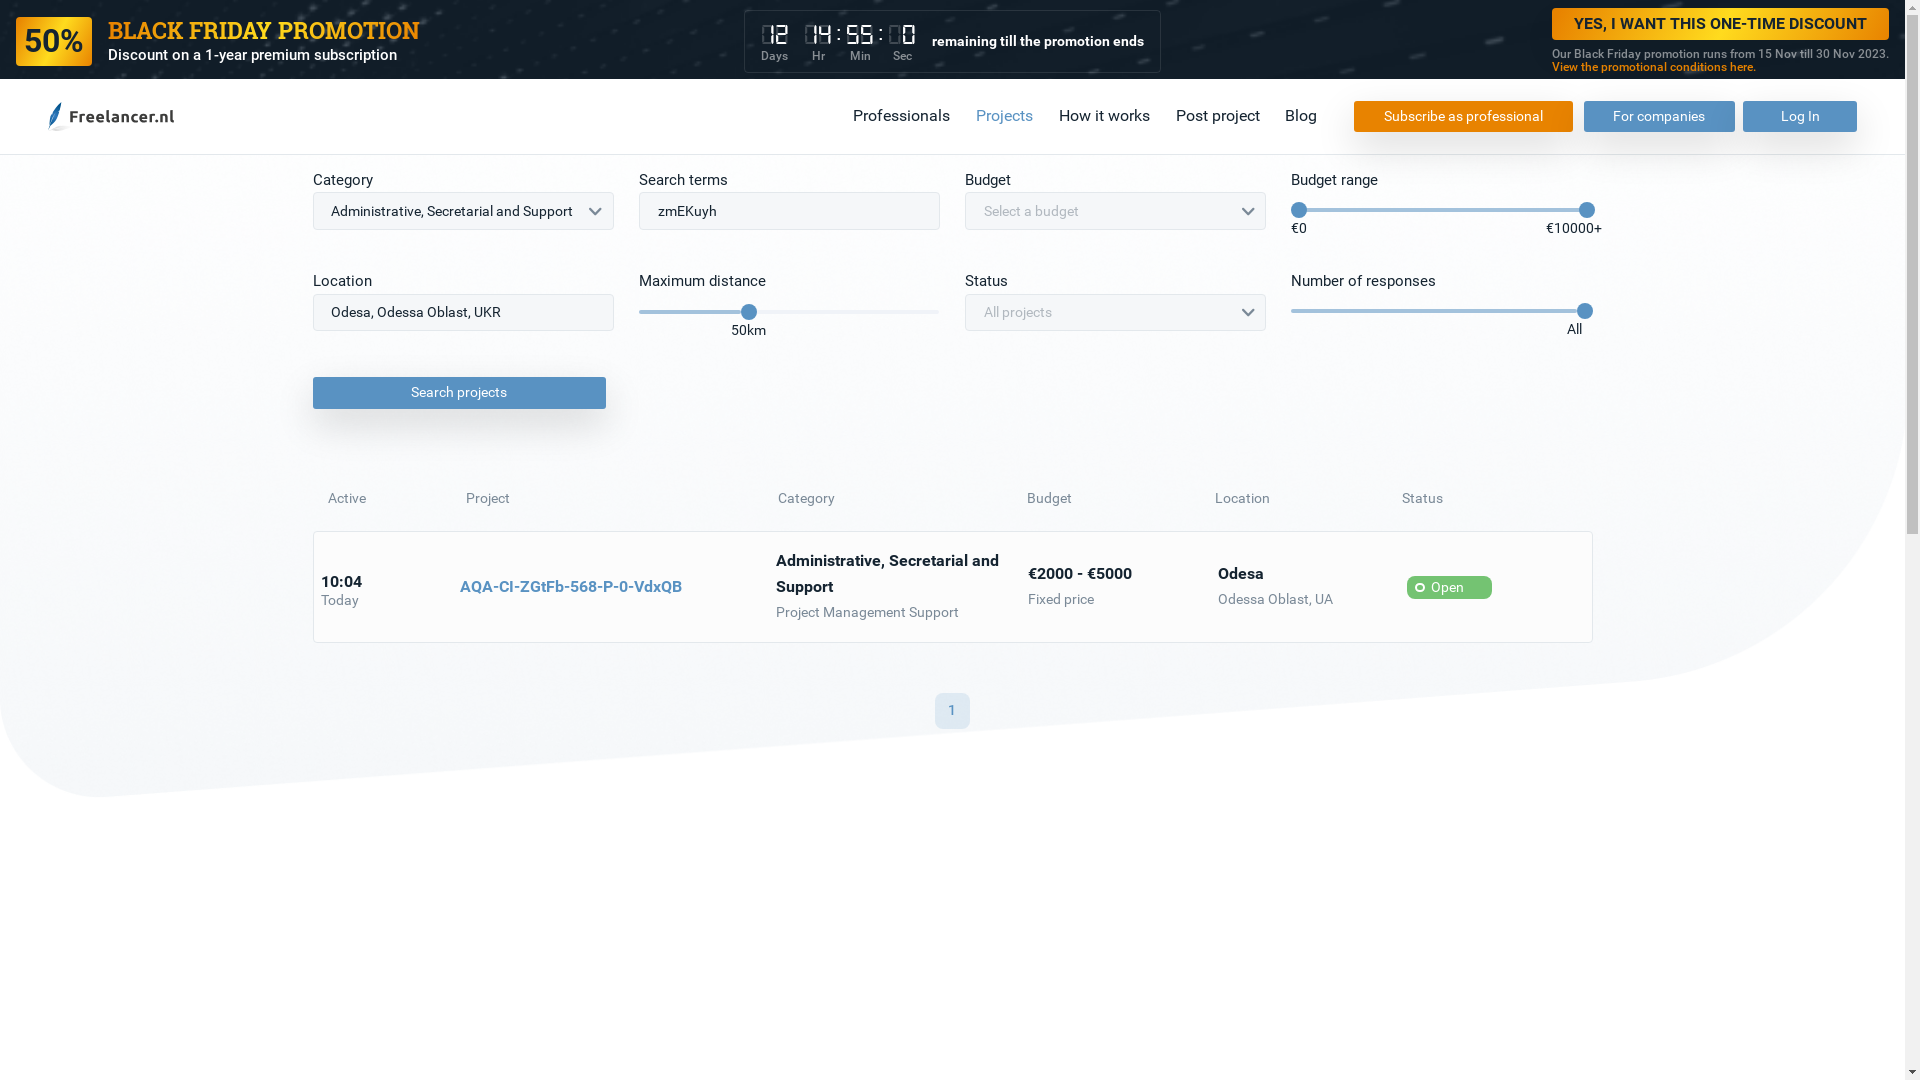 50%
BLACK FRIDAY PROMOTION
Discount on a 1-year premium subscription
12 14 : 55 : 0
Days Hr Min Sec
remaining till the promotion ends
YES, I WANT THIS ONE-TIME DISCOUNT
Our Black Friday promotion runs from 15 Nov till 30 Nov 2023.
View the promotional conditions here.
Freelancer.nl
Professionals Projects How it works Post project Blog Subscribe as professional For companies Log In
Category Search terms Budget Budget range
Administrative, Secretarial and Support zmEKuyh Select a budget
€0 €10000+
Location Maximum distance Status Number of responses
Odesa, Odessa Oblast, UKR All projects
50km All
Search projects
Active Project Category Budget Location Status
10:04
Today
AQA-CI-ZGtFb-568-P-0-VdxQB
Administrative, Secretarial and
Support
Project Management Support
€2000 - €5000
Fixed price
Odesa
Odessa Oblast, UA
Open
1